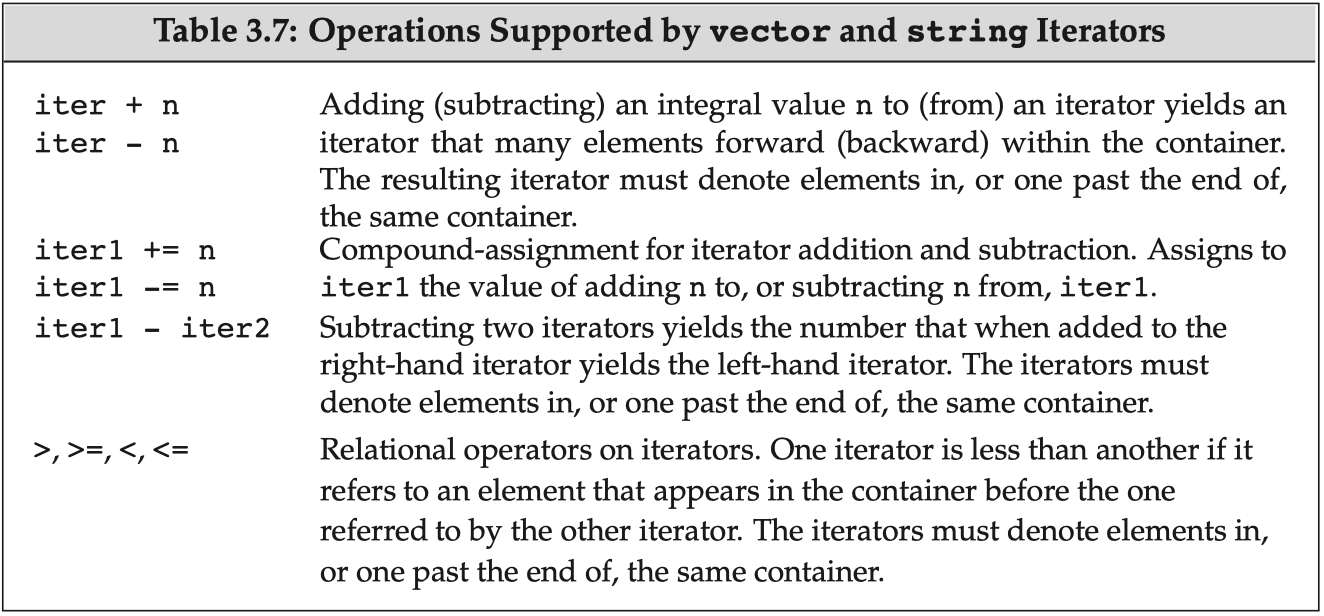 Table 3.7: Operations Supported by vector and string Iterators
iter + n Adding (subtracting) an integral value n to (from) an iterator yields an
iter - n iterator that many elements forward (backward) within the container.
The resulting iterator must denote elements in, or one past the end of,
the same container.
iter1 += n Compound-assignment for iterator addition and subtraction. Assigns to
iter1 -= n iter1 the value of adding n to, or subtracting n from, iter1.
iter1 - iter2 Subtracting two iterators yields the number that when added to the
right-hand iterator yields the left-hand iterator. The iterators must
denote elements in, or one past the end of, the same container.
>, >=, <, <= Relational operators on iterators. One iterator is less than another if it
refers to an element that appears in the container before the one
referred to by the other iterator. The iterators must denote elements in,
or one past the end of, the same container.